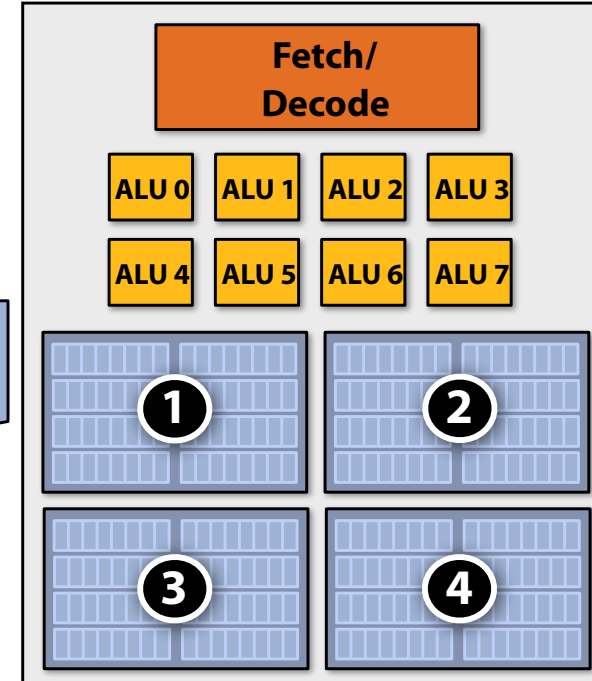 Fetch/
Decode
ALU 0 ALU 1 ALU 2 ALU 3
ALU 4 ALU 5 ALU 6 ALU 7
1 2
3 4